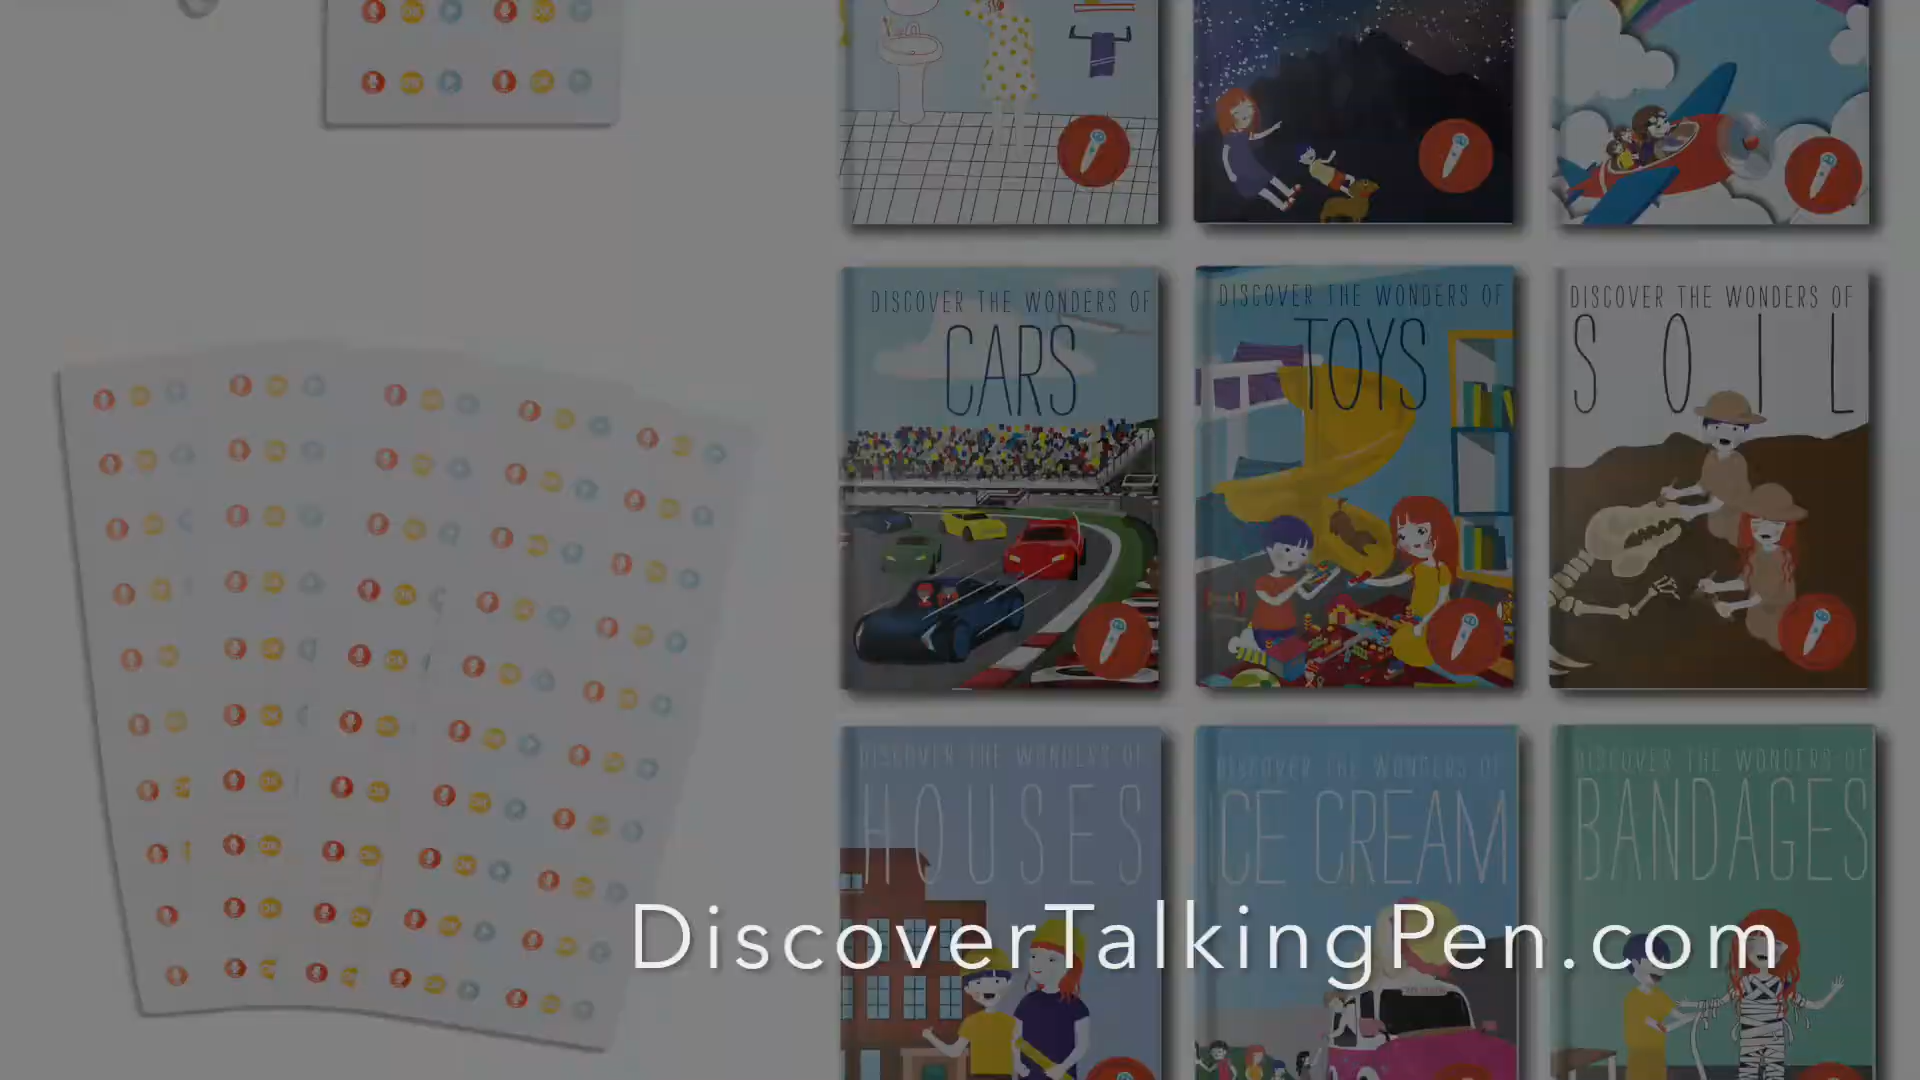 DISCOVER THE WONDERS OF
CARS
DISCOVER THE WONDERS OF
TOYS
DISCOVER THE WONDERS OF
SOIL
DISCOVER THE WONDERS OF
HOUSES
DISCOVER THE WONDERS OF
ICE CREAM
DISCOVER THE WONDERS OF
BANDAGES
DiscoverTalkingPen.com